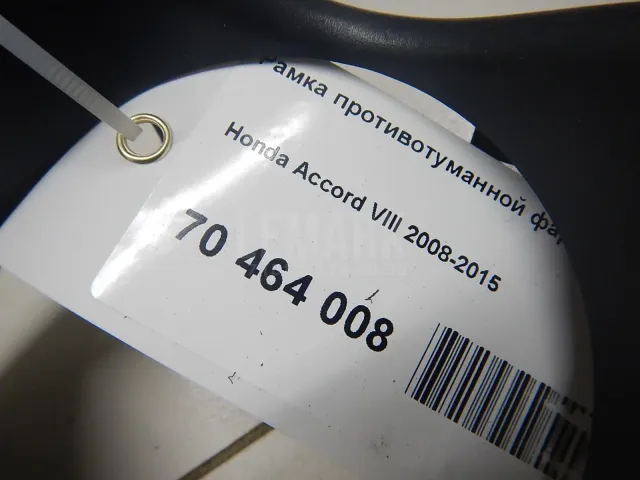 Рамка противотуманной фар
Honda Accord VIII 2008-2015
70 464 008